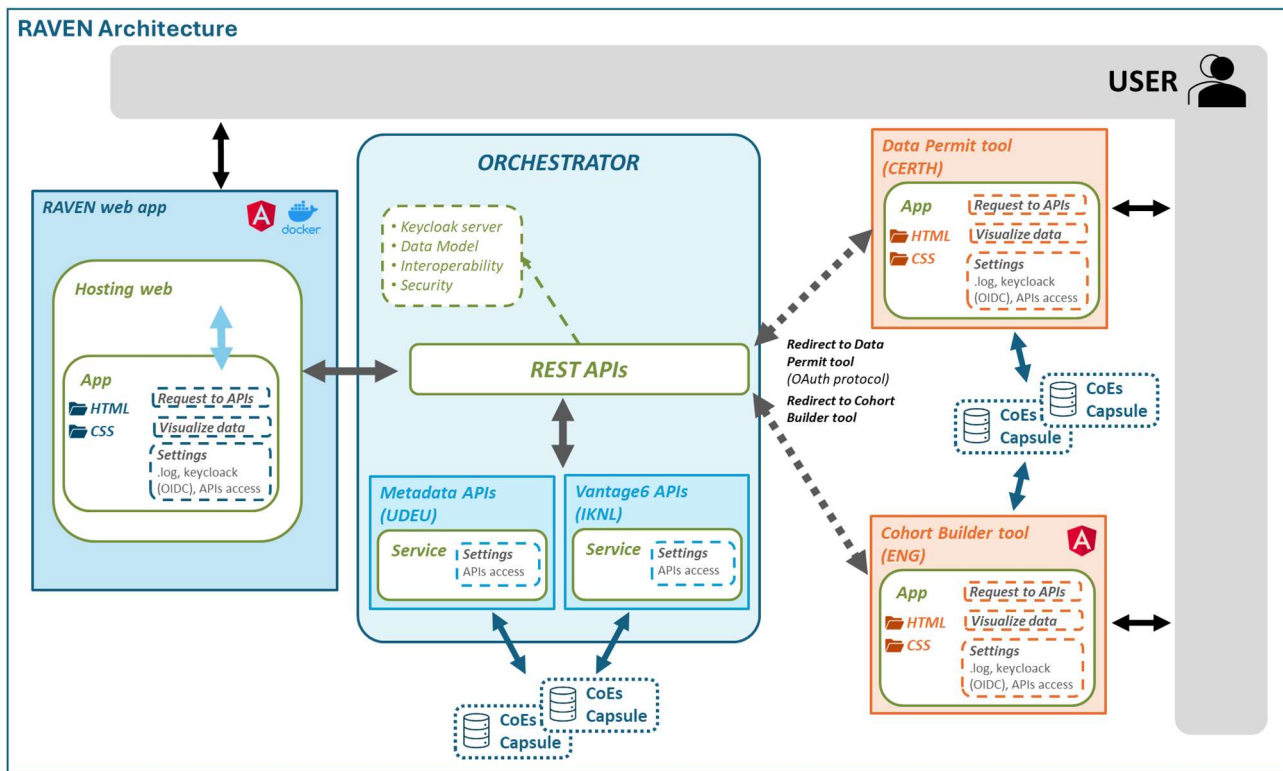 RAVEN Architecture
USER
RAVEN web app
docker
Hosting web
App
HTML
CSS
Request to APIs
Visualize data
Settings
.log, keycloack
(OIDC), APIs access
ORCHESTRATOR
• Keycloak server
• Data Model
• Interoperability
• Security
REST APIs
Metadata APIs
(UDEU)
Service
Settings
APIs access
Vantage6 APIs
(IKNL)
Service
Settings
APIs access
CoEs
Capsule
CoEs
Capsule
Redirect to Data
Permit tool
(OAuth protocol)
Redirect to Cohort
Builder tool
Data Permit tool
(CERTH)
App
HTML
CSS
Request to APIs
Visualize data
Settings
.log, keycloack
(OIDC), APIs access
CoEs
Capsule
CoEs
Capsule
Cohort Builder tool
(ENG)
App
HTML
CSS
Request to APIs
Visualize data
Settings
.log, keycloack
(OIDC), APIs access